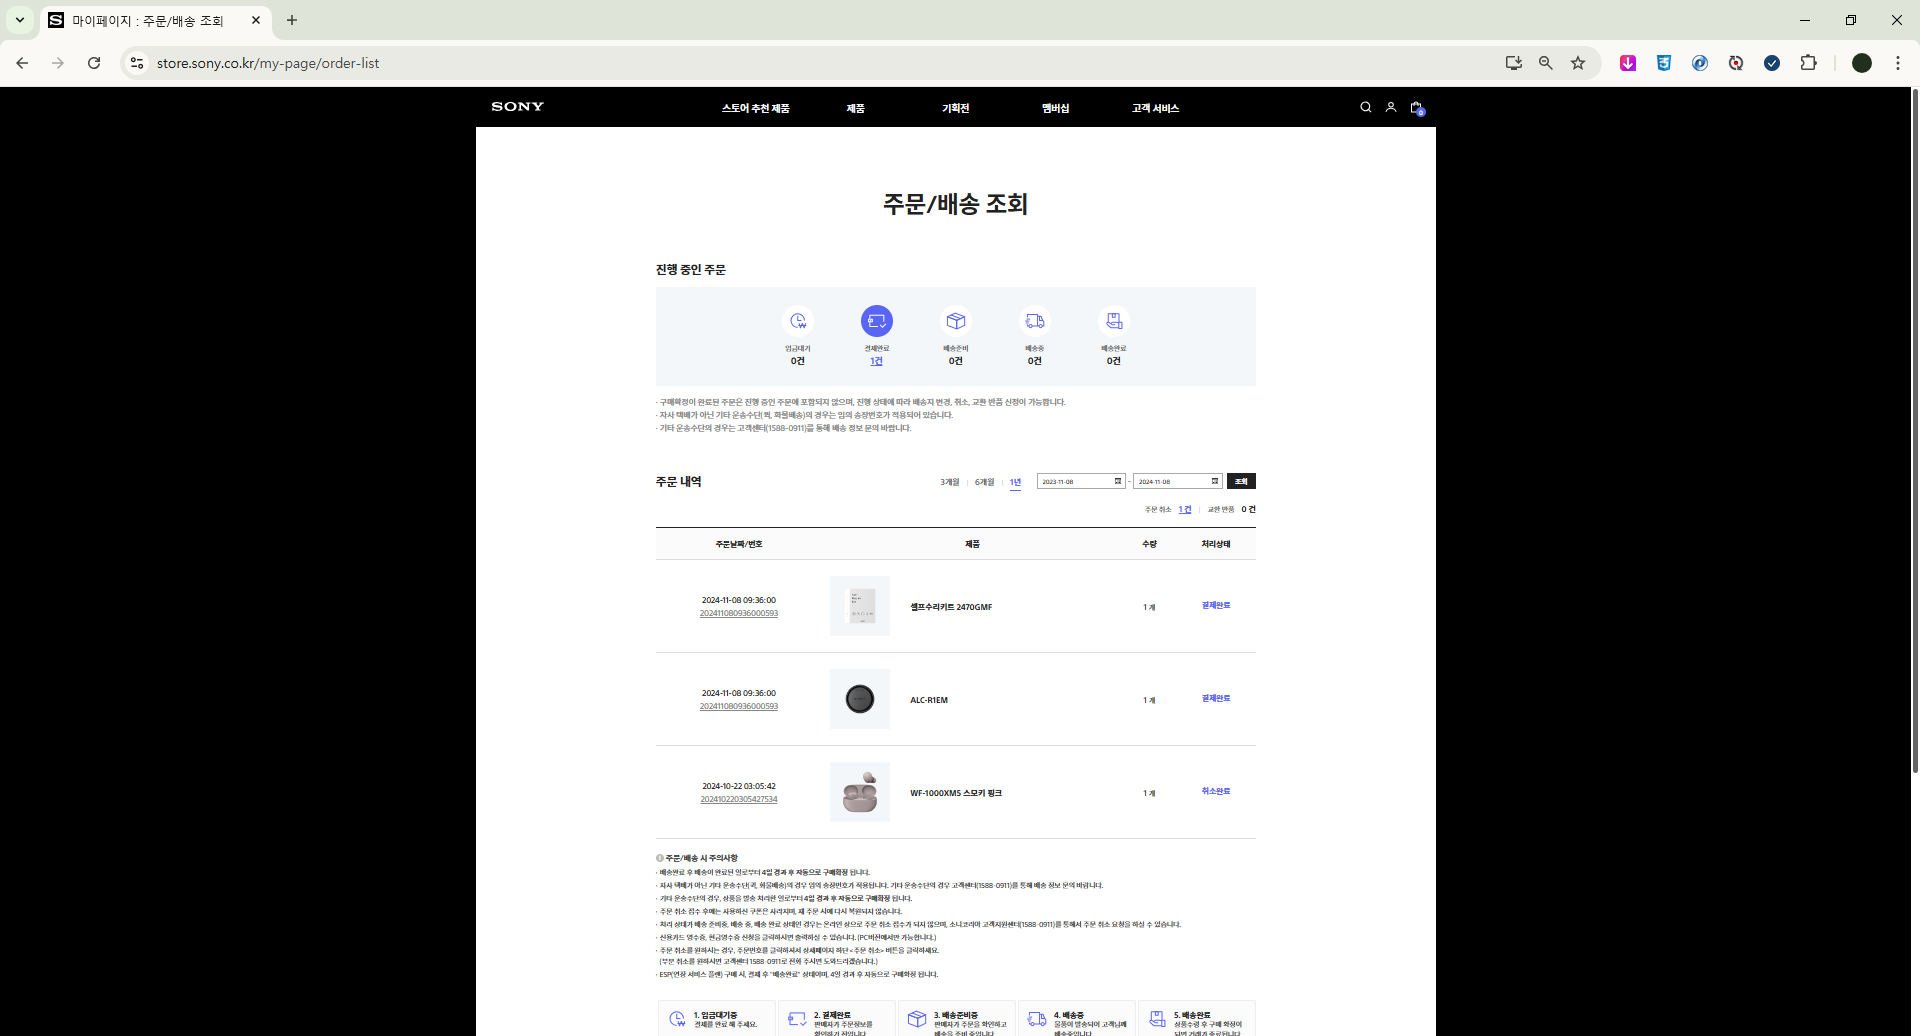 마이페이지 : 주문/배송 조회
store.sony.co.kr/my-page/order-list
SONY
스토어 추천 제품
제품
기획전
멤버십
고객 서비스
0
주문/배송 조회
진행 중인 주문
입금대기
결제완료
배송준비
배송중
배송완료
0건
1건
0건
0건
0건
· 구매확정이 완료된 주문은 진행 중인 주문에 포함되지 않으며, 진행 상태에 따라 배송지 변경, 취소, 교환 반품 신청이 가능합니다.
· 자사 택배가 아닌 기타 운송수단(퀵, 화물배송)의 경우는 임의 송장번호가 적용되어 있습니다.
· 기타 운송수단의 경우는 고객센터(1588-0911)를 통해 배송 정보 문의 바랍니다.
주문 내역
3개월
6개월
1년
2023-11-08
-
2024-11-08
조회
주문 취소 1 건
교환 반품 0 건
주문날짜/번호
제품
수량
처리상태
2024-11-08 09:36:00
202411080936000593
셀프수리키트 2470GMF
1 개
결제완료
2024-11-08 09:36:00
202411080936000593
ALC-R1EM
1 개
결제완료
2024-10-22 03:05:42
202410220305427534
WF-1000XM5 스모키 핑크
1 개
취소완료
주문/배송 시 주의사항
· 배송완료 후 배송이 완료된 일로부터 4일 경과 후 자동으로 구매확정 됩니다.
· 자사 택배가 아닌 기타 운송수단(퀵, 화물배송)의 경우 임의 송장번호가 적용됩니다. 기타 운송수단의 경우 고객센터(1588-0911)를 통해 배송 정보 문의 바랍니다.
· 기타 운송수단의 경우, 상품을 발송 처리한 일로부터 4일 경과 후 자동으로 구매확정 됩니다.
· 주문 취소 접수 후에는 사용하신 쿠폰은 사라지며, 재 주문 시에 다시 복원되지 않습니다.
· 처리 상태가 배송 준비중, 배송 중, 배송 완료 상태인 경우는 온라인 상으로 주문 취소 접수가 되지 않으며, 소니코리아 고객지원센터(1588-0911)를 통해서 주문 취소 요청을 하실 수 있습니다.
· 신용카드 영수증, 현금영수증 신청을 클릭하시면 출력하실 수 있습니다. (PC버전에서만 가능합니다.)
· 주문 취소를 원하시는 경우, 주문번호를 클릭하셔서 상세페이지 하단 <주문 취소> 버튼을 클릭하세요.
(부분 취소를 원하시면 고객센터 1588-0911로 전화 주시면 도와드리겠습니다.)
· ESP(연장 서비스 플랜) 구매 시, 결제 후 "배송완료" 상태이며, 4일 경과 후 자동으로 구매확정 됩니다.
1. 입금대기중
결제를 완료 해 주세요.
2. 결제완료
판매자가 주문정보를
확인하기 전입니다.
3. 배송준비중
판매자가 주문을 확인하고
배송을 준비 중입니다.
4. 배송중
물품이 발송되어 고객님께
배송중입니다.
5. 배송완료
상품수령 후 구매 확정이
되면 거래가 종료됩니다.